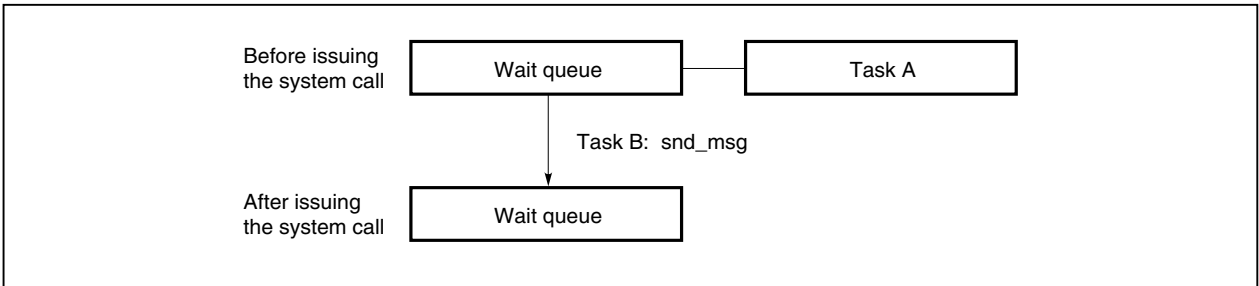 Before issuing
the system call
Wait queue
Task A
Task B: snd_msg
After issuing
the system call
Wait queue